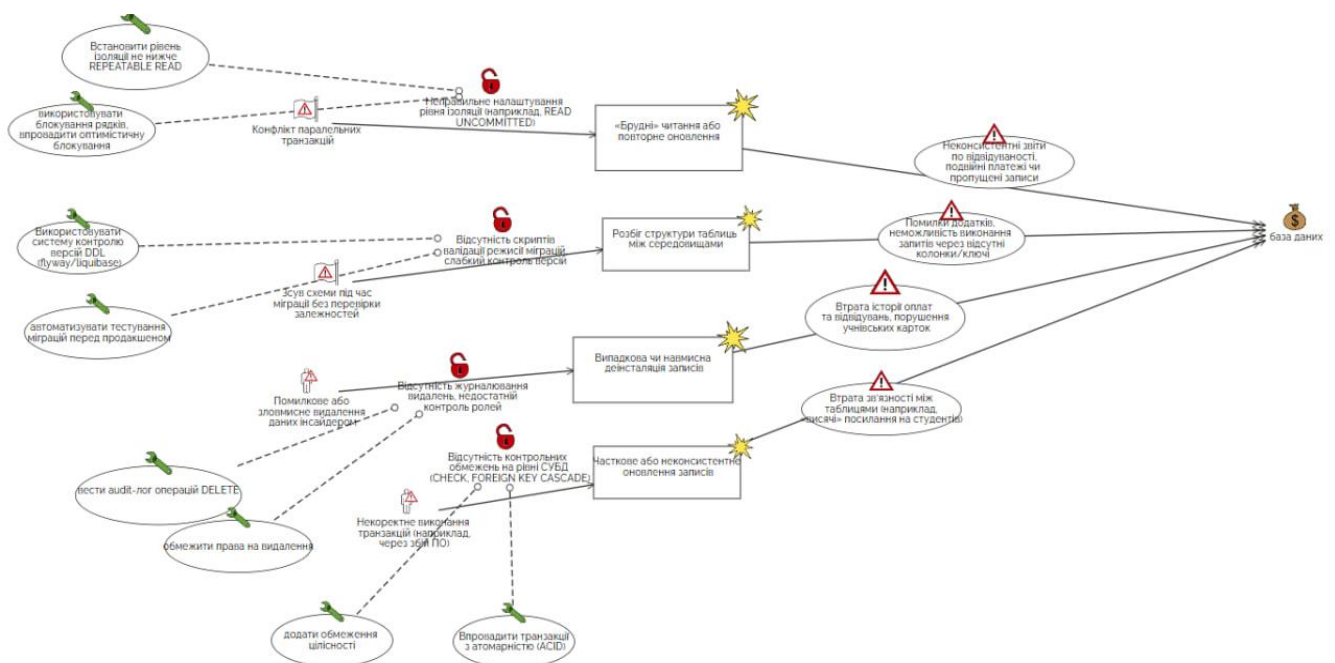 Встановити рівень
ізоляції не нижче
REPEATABLE READ
використовувати
блокування рядків,
впровадити оптимістичну
блокування
Конфлікт паралельних
транзакцій
Неправильне налаштування
рівня ізоляції (наприклад, READ
UNCOMMITTED)
«Брудні» читання або
повторне оновлення
Неконсистентні звіти
по відвідуваності,
подвійні платежі чи
пропущені записи
Використовувати
систему контролю
версій DDL
(flyway/liquibase)
Відсутність скриптів
валідації режисії міграцій,
слабкий контроль версій
Розбіг структури таблиць
між середовищами
Помилки додатків,
неможливість виконання
запитів через відсутні
колонки/ключі
база даних
Зсув схеми під час
міграції без перевірки
залежностей
автоматизувати тестування
міграцій перед продакшеном
Втрата історії оплат
та відвідувань, порушення
учнівських карток
Випадкова чи навмисна
деінсталяція записів
Помилкове або
зловмисне видалення
даних інсайдером
Відсутність журналювання
видалень, недостатній
контроль ролей
Втрата зв'язності між
таблицями (наприклад,
«висячі» посилання на студентів)
Відсутність контрольних
обмежень на рівні СУБД
(CHECK, FOREIGN KEY CASCADE)
Часткове або неконсистентне
оновлення записів
вести audit-лог операцій DELETE
обмежити права на видалення
Некоректне виконання
транзакцій (наприклад,
через збій ПО)
додати обмеження
цілісності
Впровадити транзакції
з атомарністю (ACID)